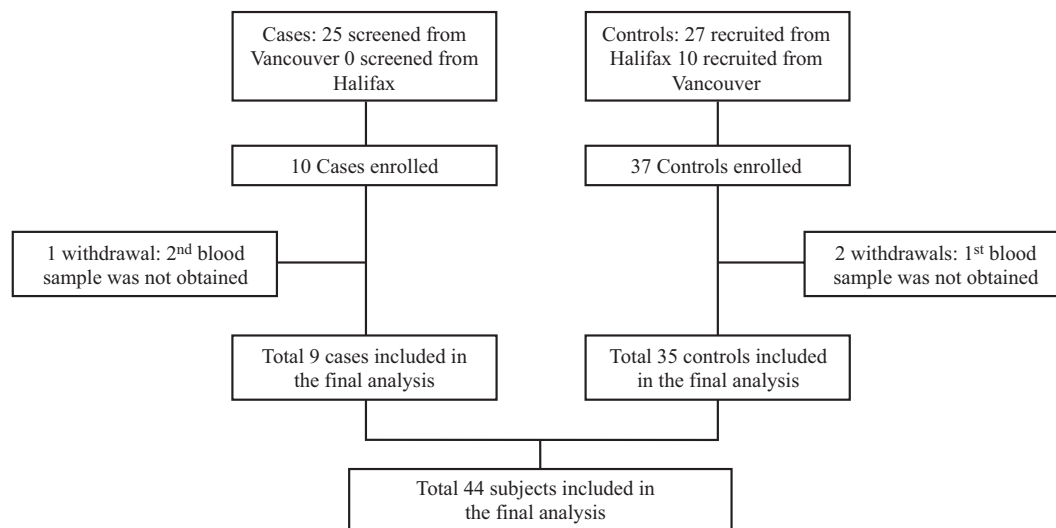 Cases: 25 screened from
Vancouver 0 screened from
Halifax
Controls: 27 recruited from
Halifax 10 recruited from
Vancouver
10 Cases enrolled
37 Controls enrolled
1 withdrawal: 2nd blood
sample was not obtained
2 withdrawals: 1st blood
sample was not obtained
Total 9 cases included in
the final analysis
Total 35 controls included
in the final analysis
Total 44 subjects included in
the final analysis